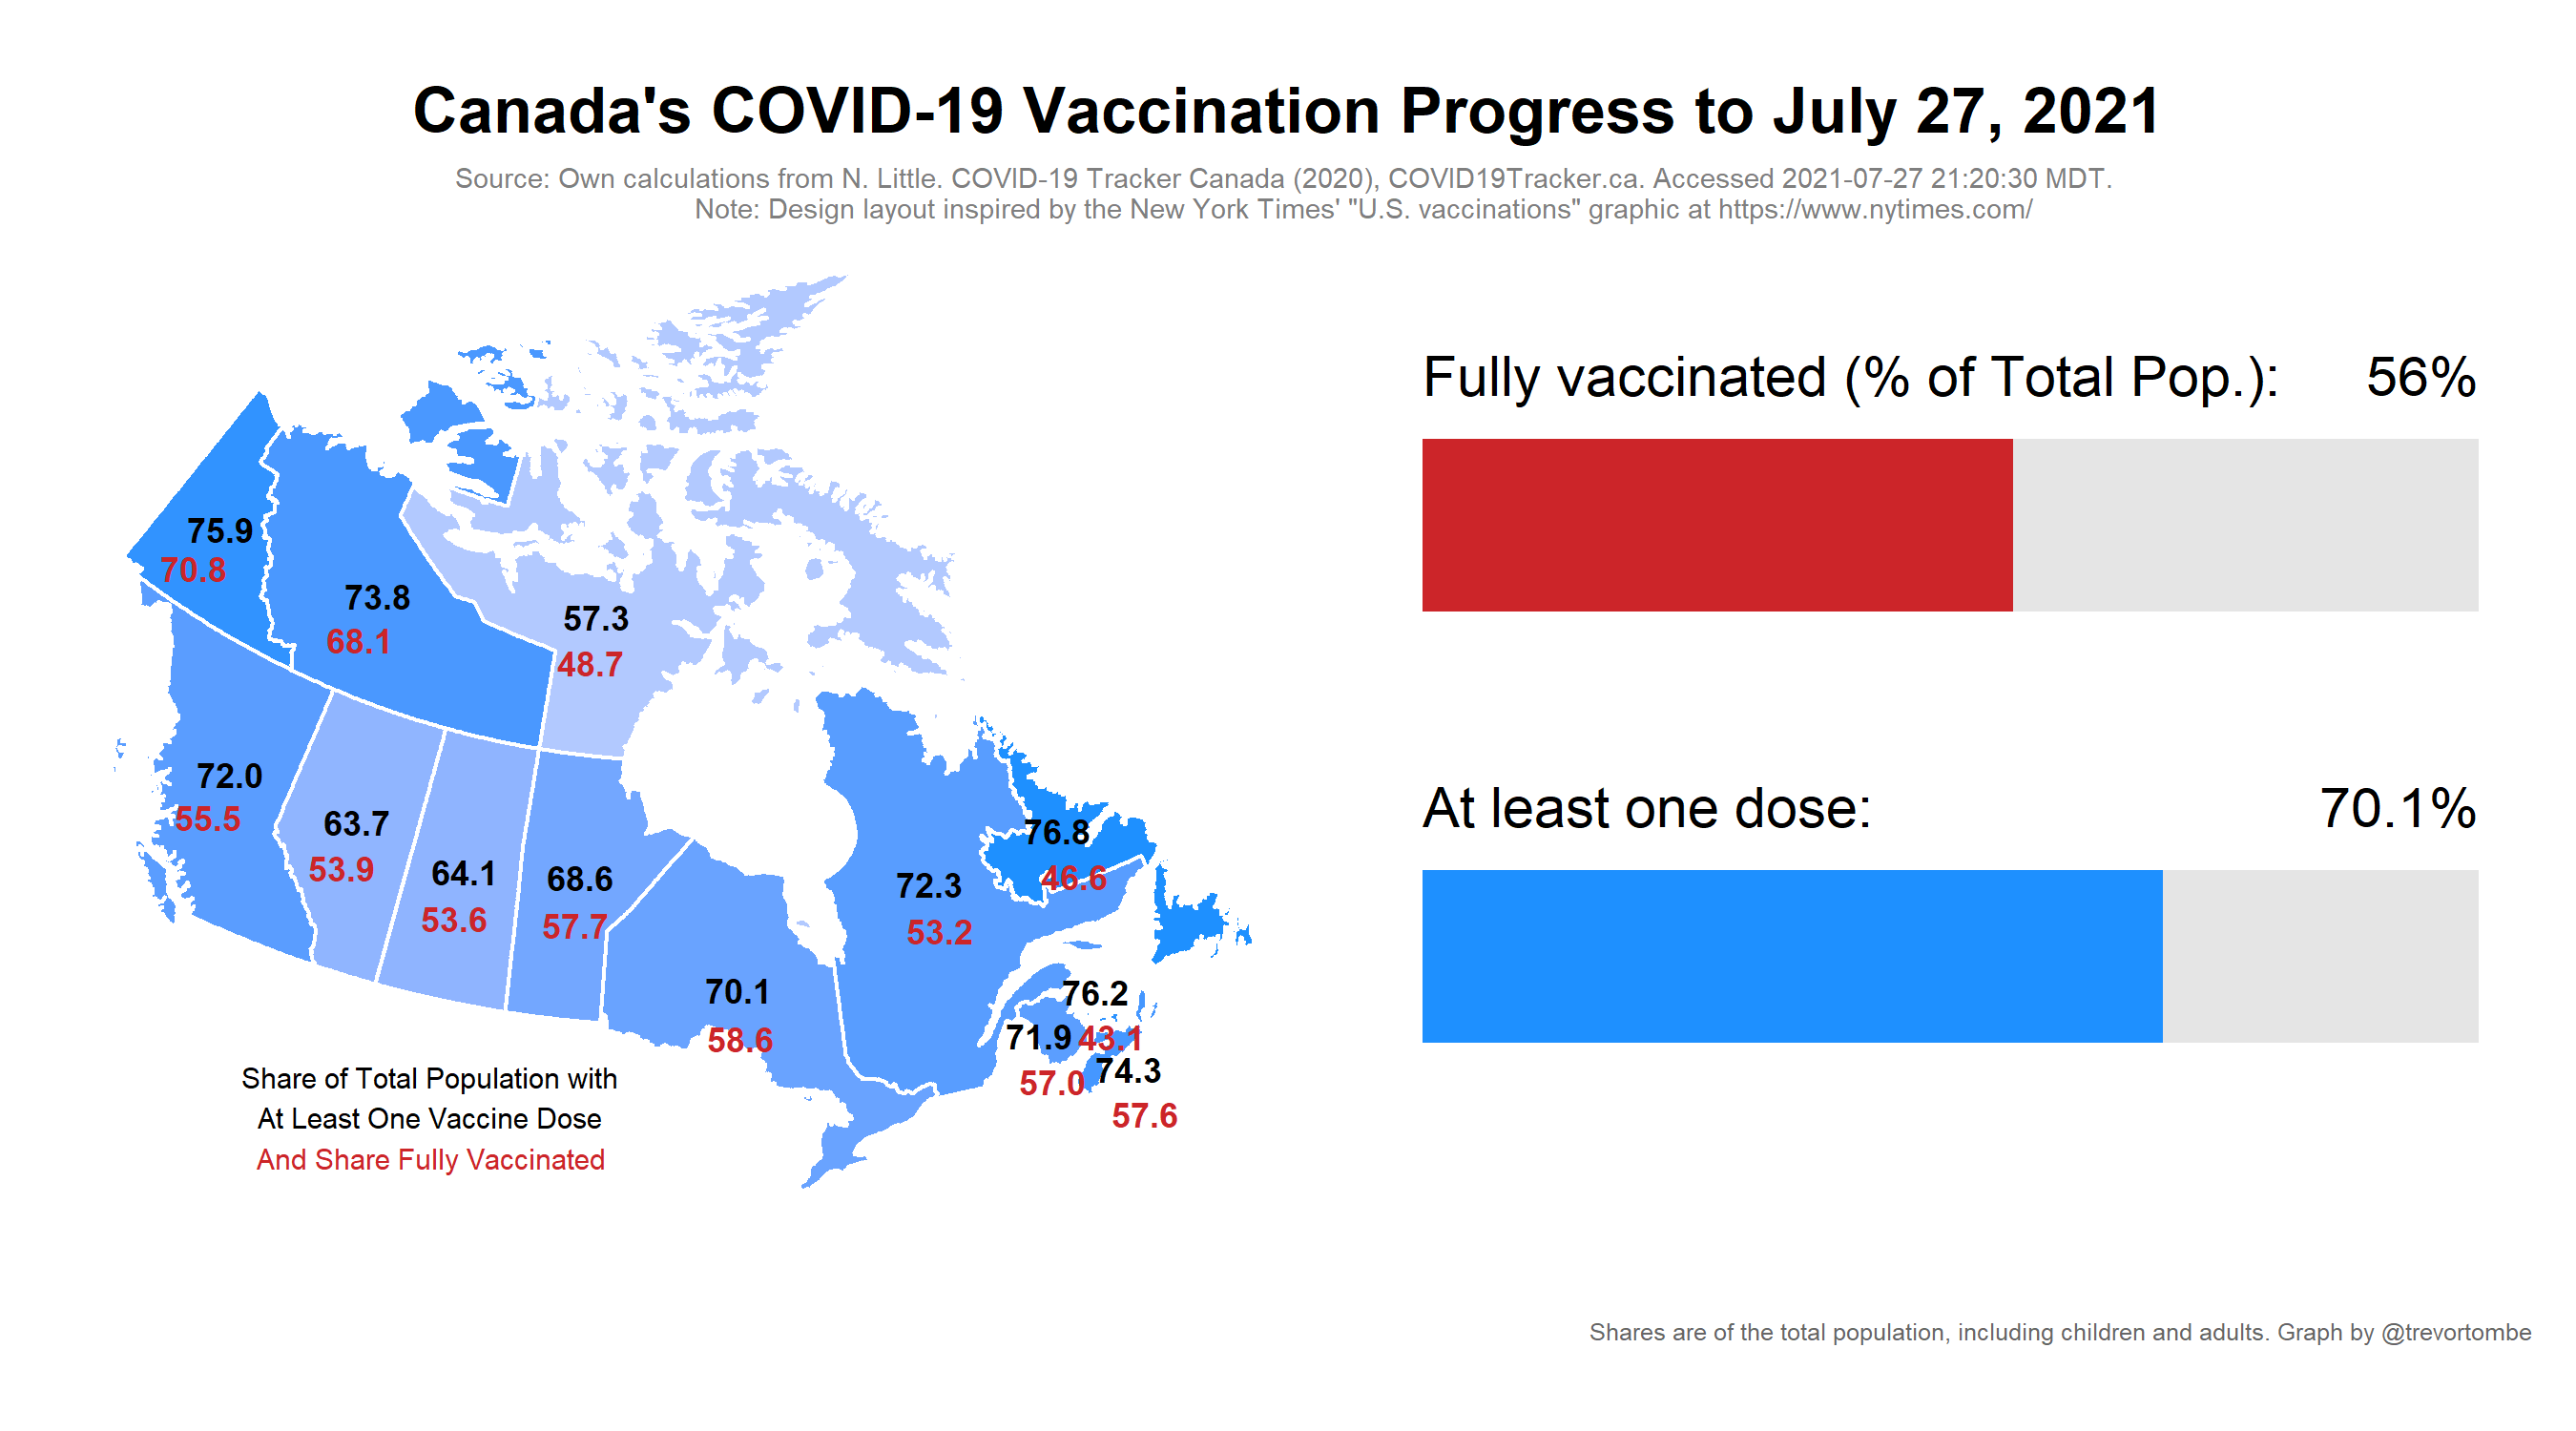 Canada's COVID-19 Vaccination Progress to July 27, 2021
Source: Own calculations from N. Little. COVID-19 Tracker Canada (2020), COVID19Tracker.ca. Accessed 2021-07-27 21:20:30 MDT.
Note: Design layout inspired by the New York Times' "U.S. vaccinations" graphic at https://www.nytimes.com/
75.9
70.8
73.8
68.1
57.3
48.7
72.0
55.5
63.7
53.9
64.1
53.6
68.6
57.7
70.1
58.6
72.3
53.2
76.8
46.6
76.2
43.1
71.9
57.0
74.3
57.6
Share of Total Population with
At Least One Vaccine Dose
And Share Fully Vaccinated
Fully vaccinated (% of Total Pop.): 56%
At least one dose: 70.1%
Shares are of the total population, including children and adults. Graph by @trevortombe